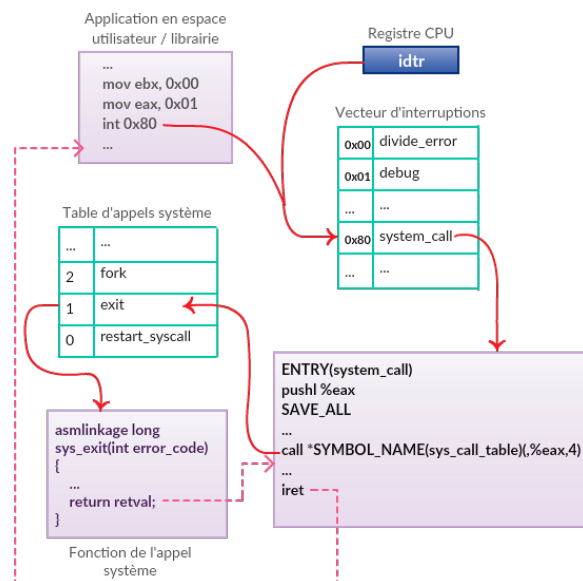 Application en espace
utilisateur / librairie
...
mov ebx, 0x00
mov eax, 0x01
int 0x80
...
Registre CPU
idtr
Vecteur d'interruptions
0x00 divide_error
0x01 debug
... ...
0x80 system_call
... ...
Table d'appels système
... ...
2 fork
1 exit
0 restart_syscall
ENTRY(system_call)
pushl %eax
SAVE_ALL
...
call *SYMBOL_NAME(sys_call_table)(,%eax,4)
...
iret
asmlinkage long
sys_exit(int error_code)
{
...
return retval;
}
Fonction de l'appel
système